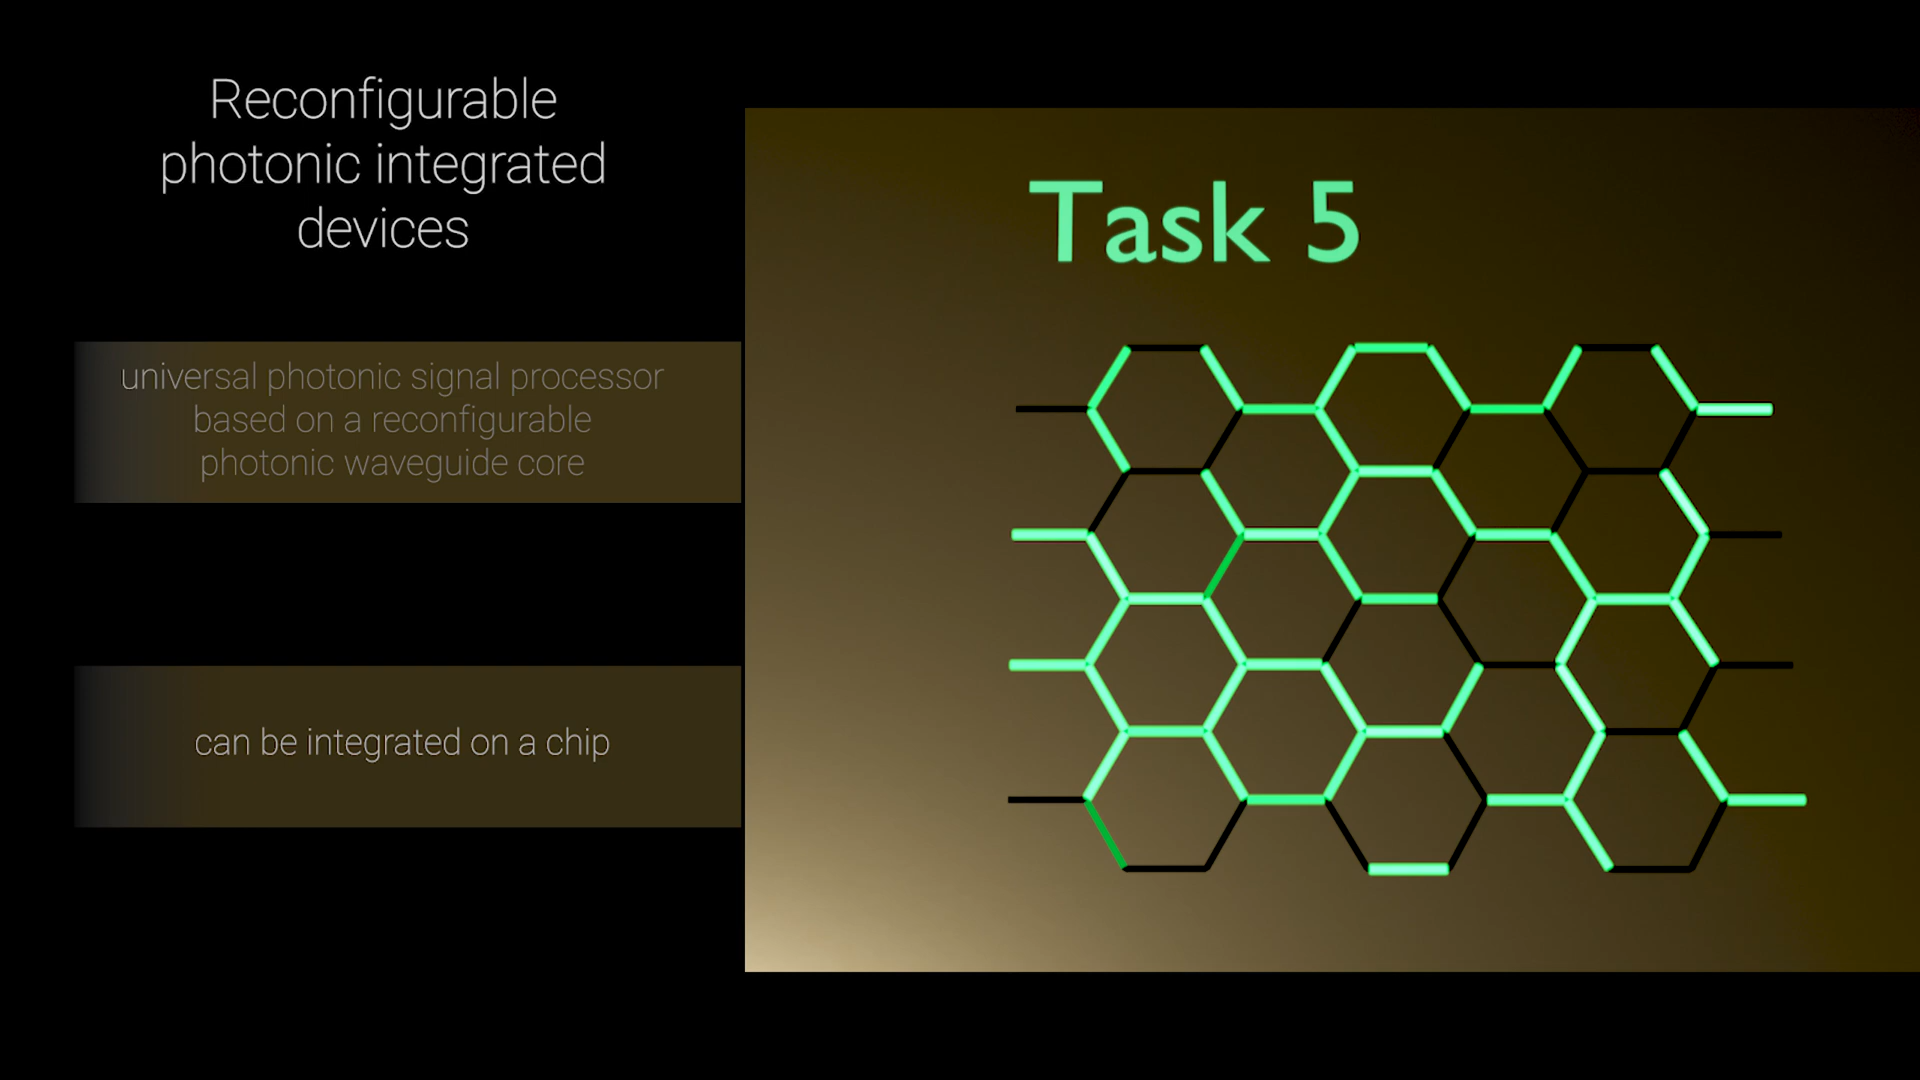 Reconfigurable
photonic integrated
devices
universal photonic signal processor
based on a reconfigurable
photonic waveguide core
can be integrated on a chip
Task 5